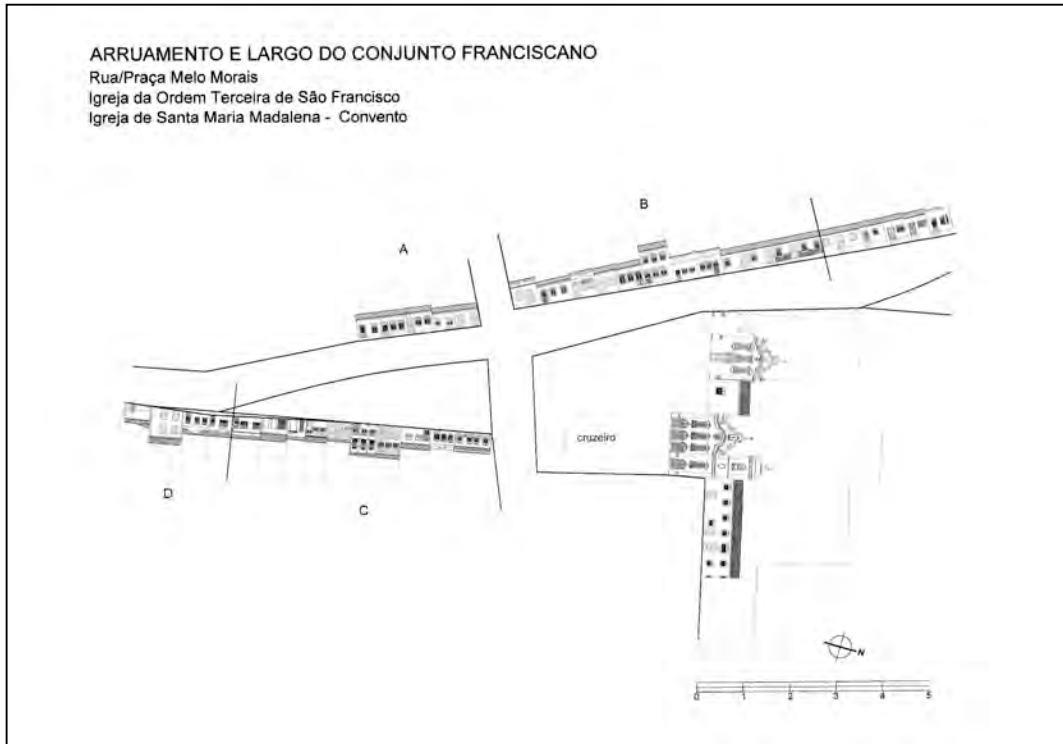 ARRUAMENTO E LARGO DO CONJUNTO FRANCISCANO
Rua/Praça Melo Morais
Igreja da Ordem Terceira de São Francisco
Igreja de Santa Maria Madalena - Convento
B
A
cruzeiro
D
C
N
0 1 2 3 4 5